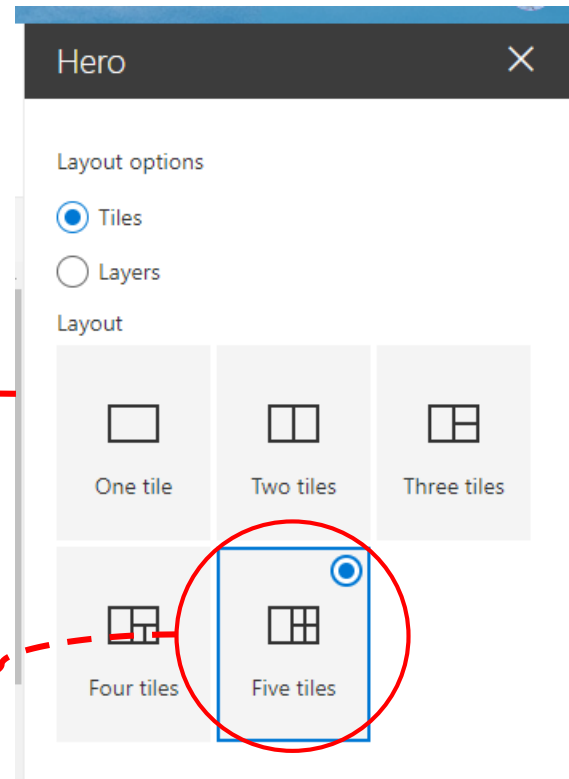 Hero
Layout options
Tiles
Layers
Layout
One tile
Two tiles
Three tiles
Four tiles
Five tiles